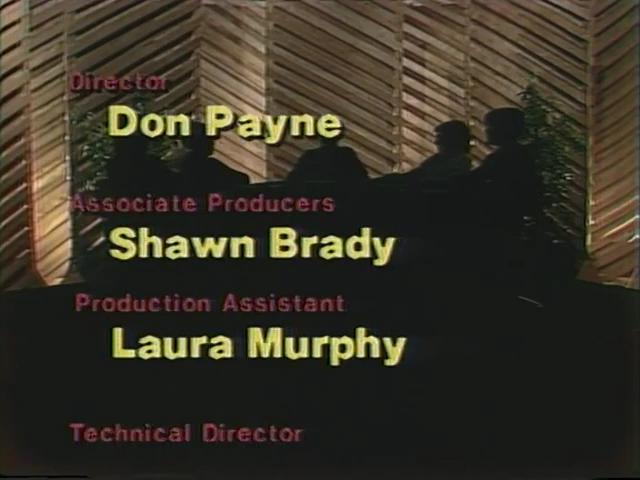 Director
Don Payne
Associate Producers
Shawn Brady
Production Assistant
Laura Murphy
Technical Director